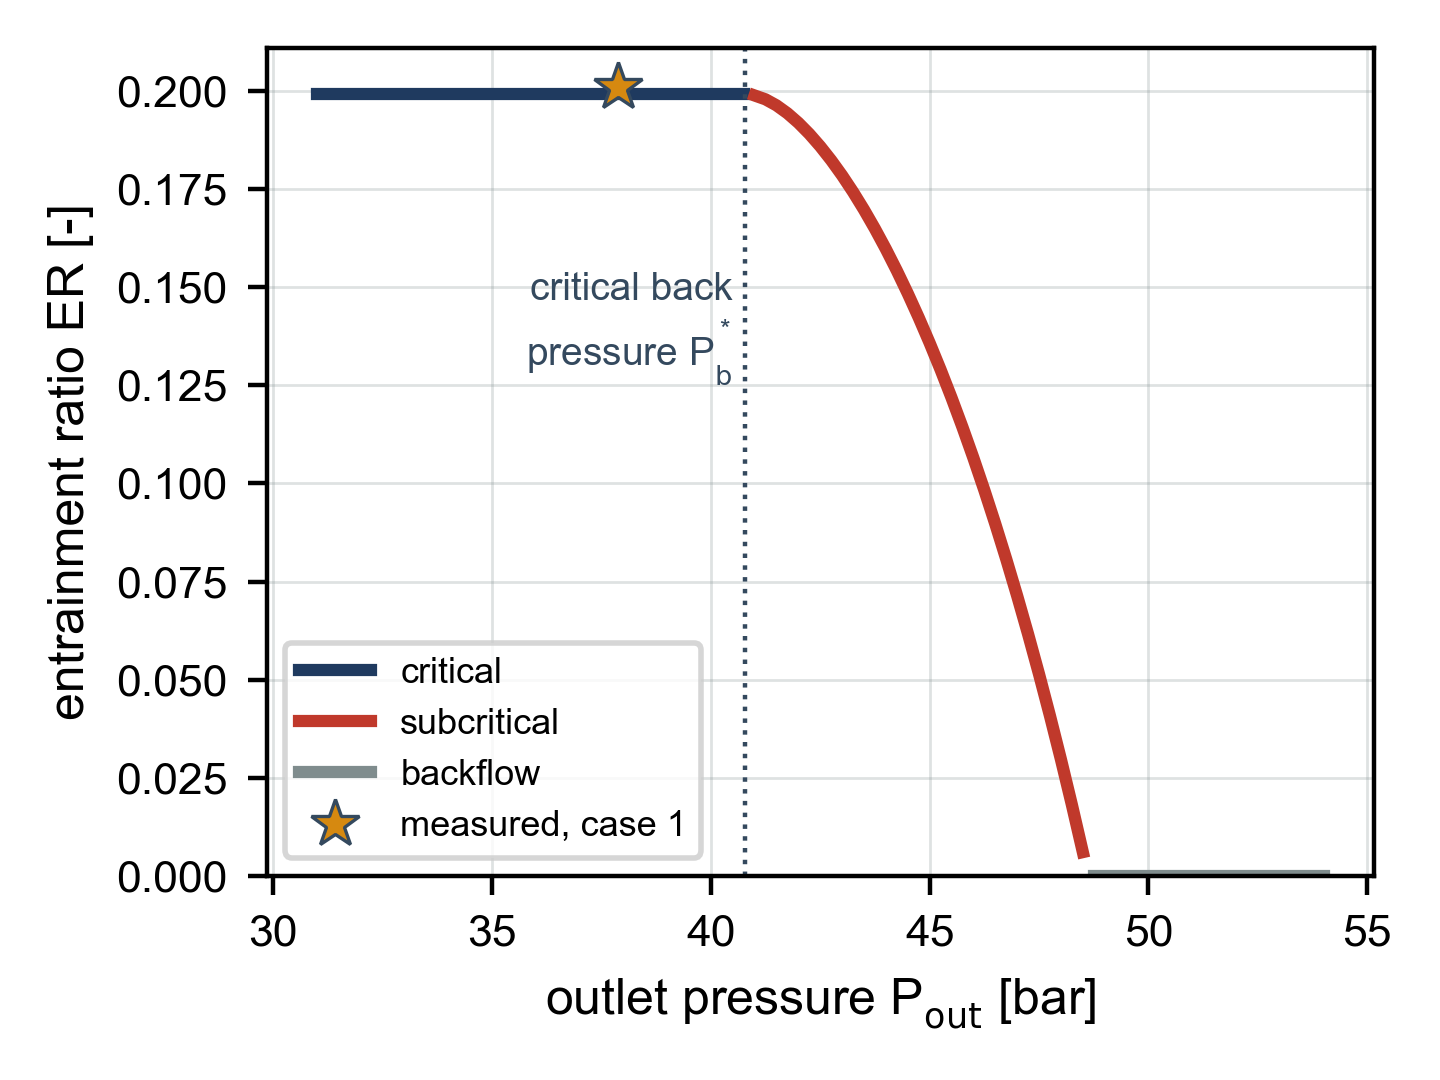 0.200
0.175
0.150
0.125
0.100
0.075
0.050
0.025
0.000
entrainment ratio ER [-]
critical back
pressure P_b^*
critical
subcritical
backflow
measured, case 1
30 35 40 45 50 55
outlet pressure P_out [bar]